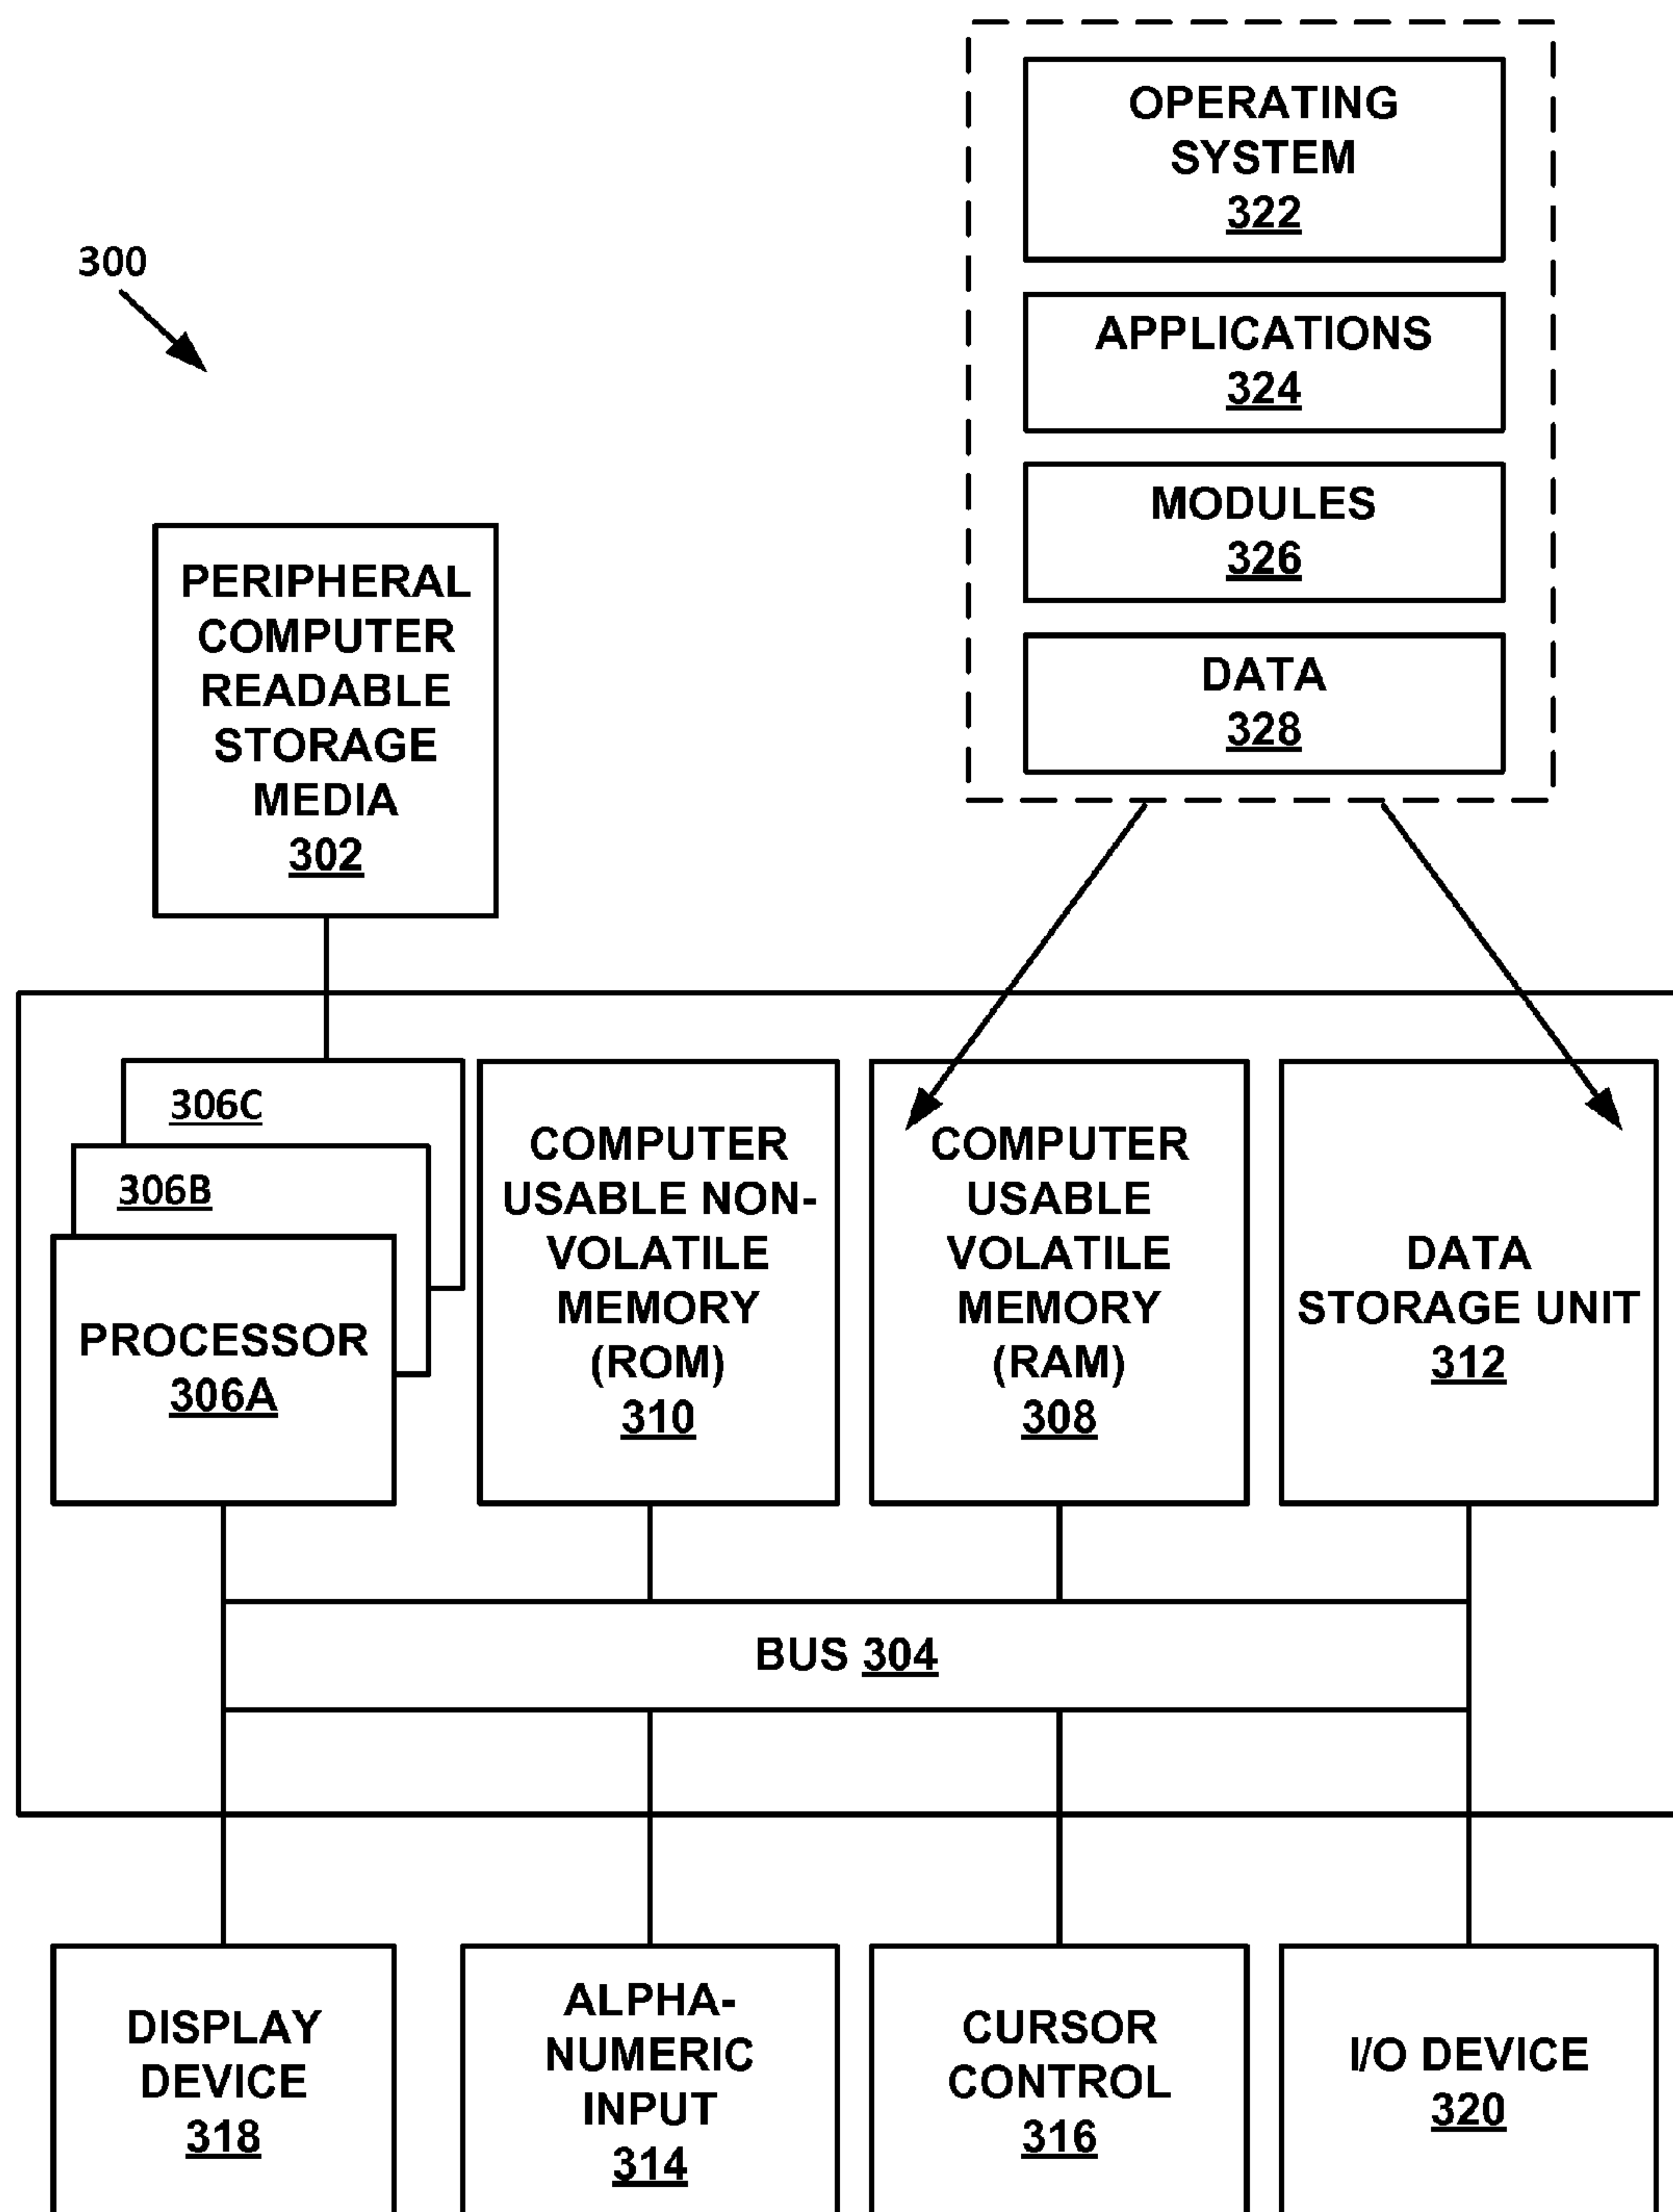 OPERATING
SYSTEM
322
300
APPLICATIONS
324
MODULES
326
PERIPHERAL
COMPUTER
READABLE
STORAGE
MEDIA
302
DATA
328
306C
306B
PROCESSOR
306A
COMPUTER
USABLE NON-
VOLATILE
MEMORY
(ROM)
310
COMPUTER
USABLE
VOLATILE
MEMORY
(RAM)
308
DATA
STORAGE UNIT
312
BUS 304
DISPLAY
DEVICE
318
ALPHA-
NUMERIC
INPUT
314
CURSOR
CONTROL
316
I/O DEVICE
320